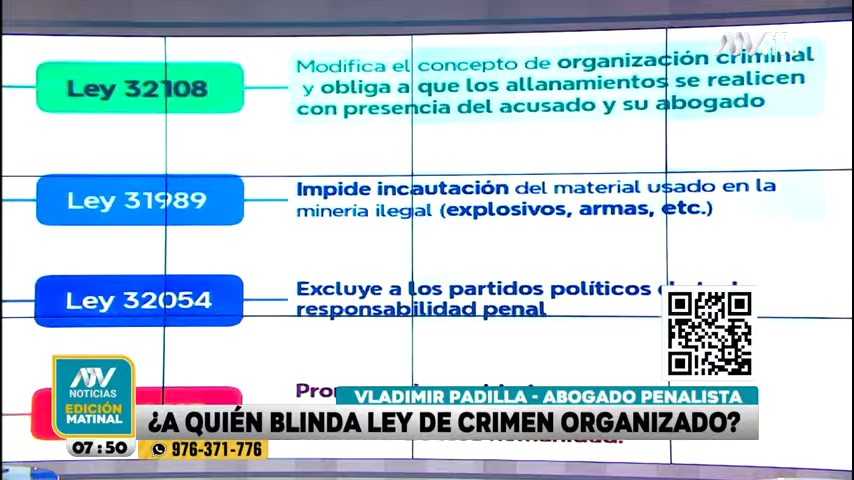 ATV
Ley 32108
Modifica el concepto de organización criminal
y obliga a que los allanamientos se realicen
con presencia del acusado y su abogado
Ley 31989
Impide incautación del material usado en la
minería ilegal (explosivos, armas, etc.)
Ley 32054
Excluye a los partidos políticos
responsabilidad penal
ATV
NOTICIAS
EDICIÓN
MATINAL
VLADIMIR PADILLA - ABOGADO PENALISTA
¿A QUIÉN BLINDA LEY DE CRIMEN ORGANIZADO?
07:50
976-371-776